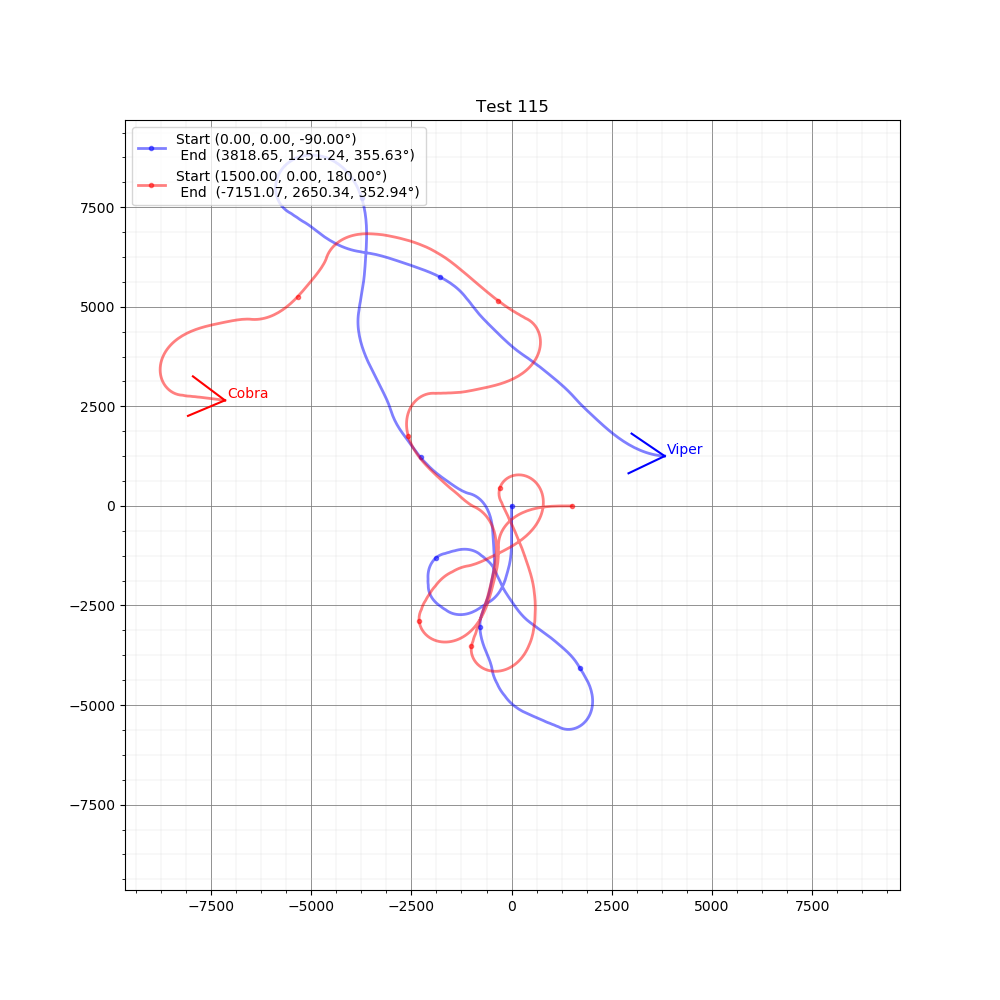 Test 115
Start (0.00, 0.00, -90.00°)
End  (3818.65, 1251.24, 355.63°)
Start (1500.00, 0.00, 180.00°)
End  (-7151.07, 2650.34, 352.94°)
7500
5000
2500
0
−2500
−5000
−7500
Cobra
Viper
−7500
−5000
−2500
0
2500
5000
7500